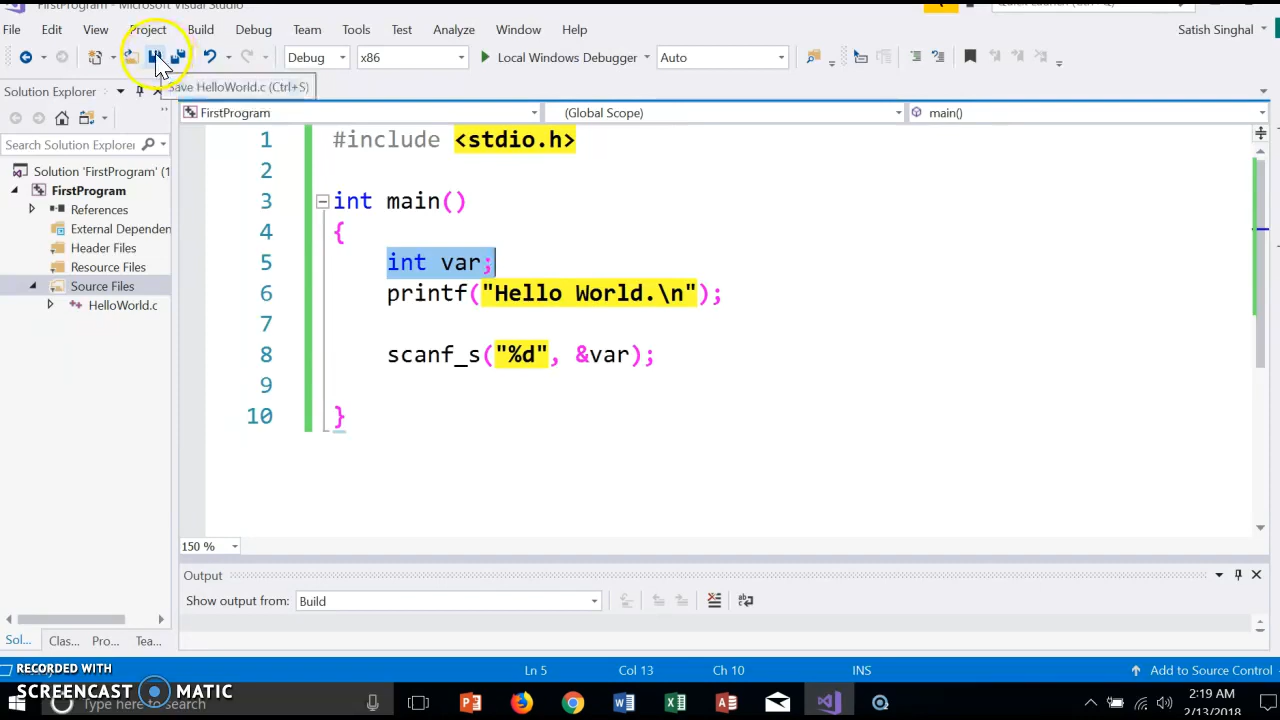 FirstProgram - Microsoft Visual Studio
File Edit View Project Build Debug Team Tools Test Analyze Window Help Satish Singhal
Debug x86 Local Windows Debugger Auto
Save HelloWorld.c (Ctrl+S)
Solution Explorer
FirstProgram (Global Scope) main()
Search Solution Explorer
Solution 'FirstProgram' (1
FirstProgram
References
External Dependen
Header Files
Resource Files
Source Files
HelloWorld.c
1 #include <stdio.h>
2
3 int main()
4 {
5 int var;
6 printf("Hello World.\n");
7
8 scanf_s("%d", &var);
9
10 }
150 %
Output
Show output from: Build
Sol... Clas... Pro... Tea...
Ln 5 Col 13 Ch 10 INS Add to Source Control
RECORDED WITH
SCREENCAST MATIC
Type here to search
2:19 AM
2/13/2018